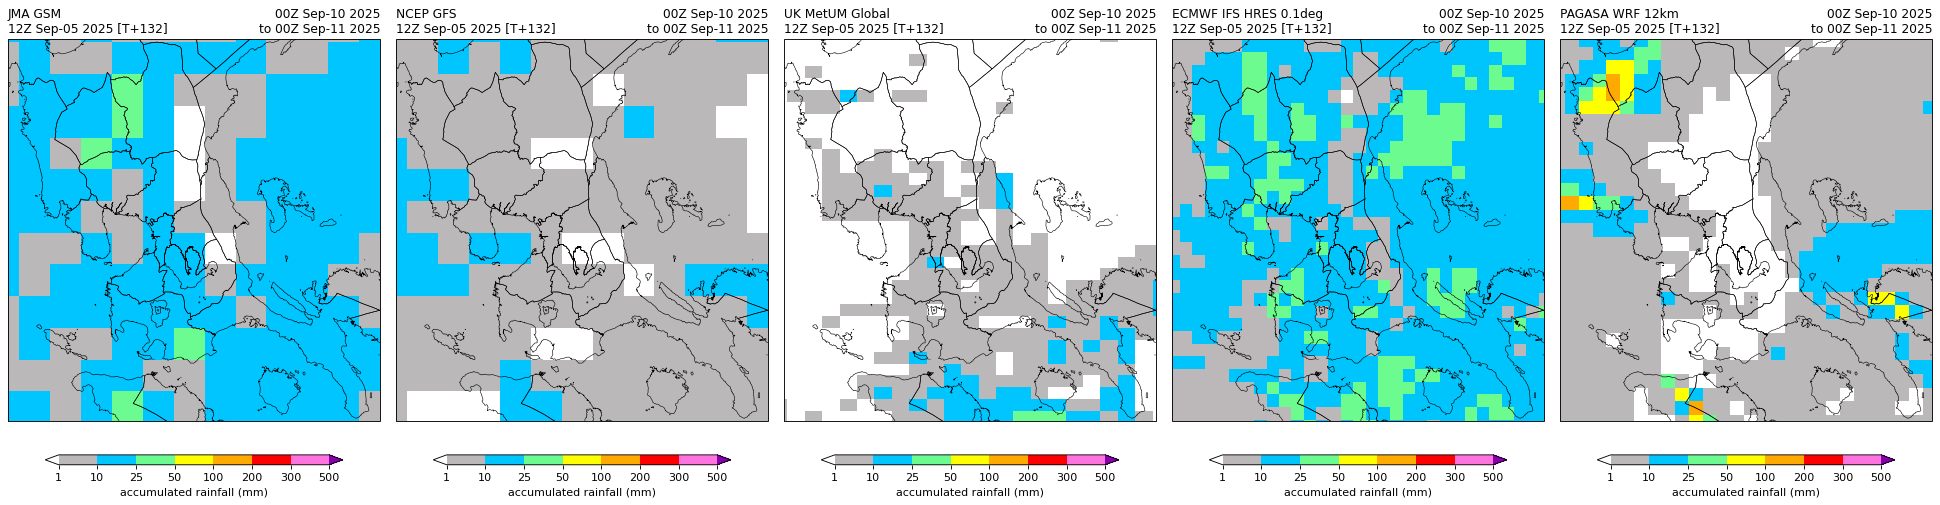 JMA GSM 00Z Sep-10 2025
12Z Sep-05 2025 [T+132] to 00Z Sep-11 2025
1 10 25 50 100 200 300 500
accumulated rainfall (mm)
NCEP GFS 00Z Sep-10 2025
12Z Sep-05 2025 [T+132] to 00Z Sep-11 2025
1 10 25 50 100 200 300 500
accumulated rainfall (mm)
UK MetUM Global 00Z Sep-10 2025
12Z Sep-05 2025 [T+132] to 00Z Sep-11 2025
1 10 25 50 100 200 300 500
accumulated rainfall (mm)
ECMWF IFS HRES 0.1deg 00Z Sep-10 2025
12Z Sep-05 2025 [T+132] to 00Z Sep-11 2025
1 10 25 50 100 200 300 500
accumulated rainfall (mm)
PAGASA WRF 12km 00Z Sep-10 2025
12Z Sep-05 2025 [T+132] to 00Z Sep-11 2025
1 10 25 50 100 200 300 500
accumulated rainfall (mm)